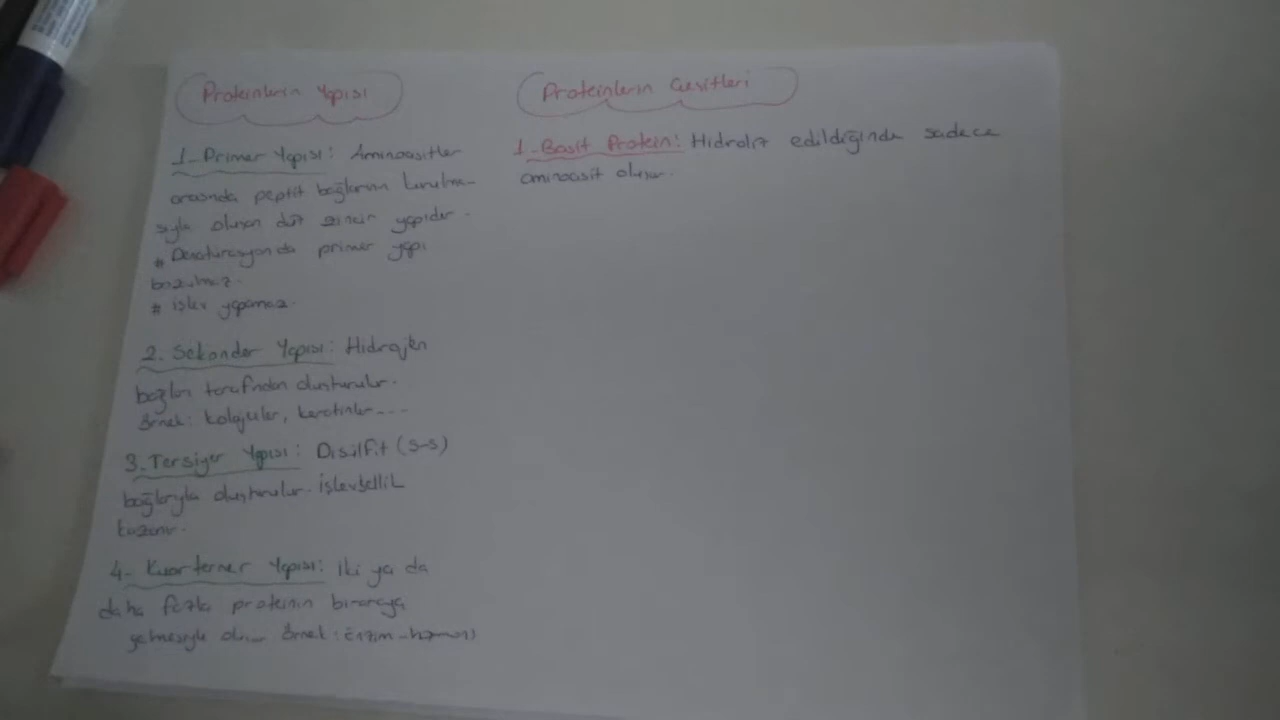 Proteinlerin Yapısı
1-Primer Yapısı: Aminoasitler
arasında peptit bağlarının kurulma-
sıyla oluşan düz zincir yapıdır.
* Denatürasyonda primer yapı
bozulmaz.
* işlev yapamaz.
2. Sekonder Yapısı: Hidrojen
bağları tarafından oluşturulur.
Örnek: kolajenler, keratinler...
3.Tersiyer Yapısı: Disülfit (s-s)
bağlarıyla oluşturulur. İşlevsellik
kazanır.
4- Kuarterner Yapısı: İki ya da
daha fazla proteinin biraraya
gelmesiyle oluşur Örnek: Enzim-hormon
Proteinlerin Çeşitleri
1-Basit Protein: Hidroliz edildiğinde sadece
aminoasit oluşur.